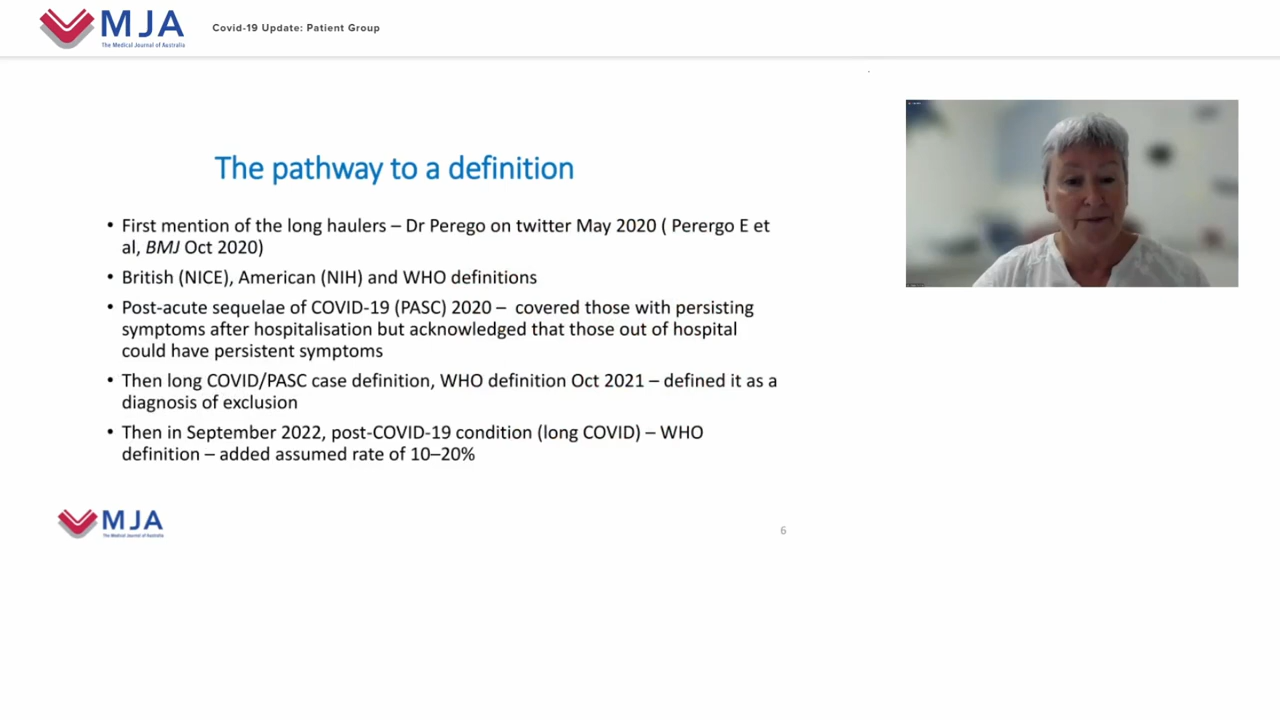 MJA
The Medical Journal of Australia
Covid-19 Update: Patient Group
The pathway to a definition
• First mention of the long haulers – Dr Perego on twitter May 2020 ( Perergo E et
al, BMJ Oct 2020)
• British (NICE), American (NIH) and WHO definitions
• Post-acute sequelae of COVID-19 (PASC) 2020 – covered those with persisting
symptoms after hospitalisation but acknowledged that those out of hospital
could have persistent symptoms
• Then long COVID/PASC case definition, WHO definition Oct 2021 – defined it as a
diagnosis of exclusion
• Then in September 2022, post-COVID-19 condition (long COVID) – WHO
definition – added assumed rate of 10–20%
MJA
The Medical Journal of Australia
6